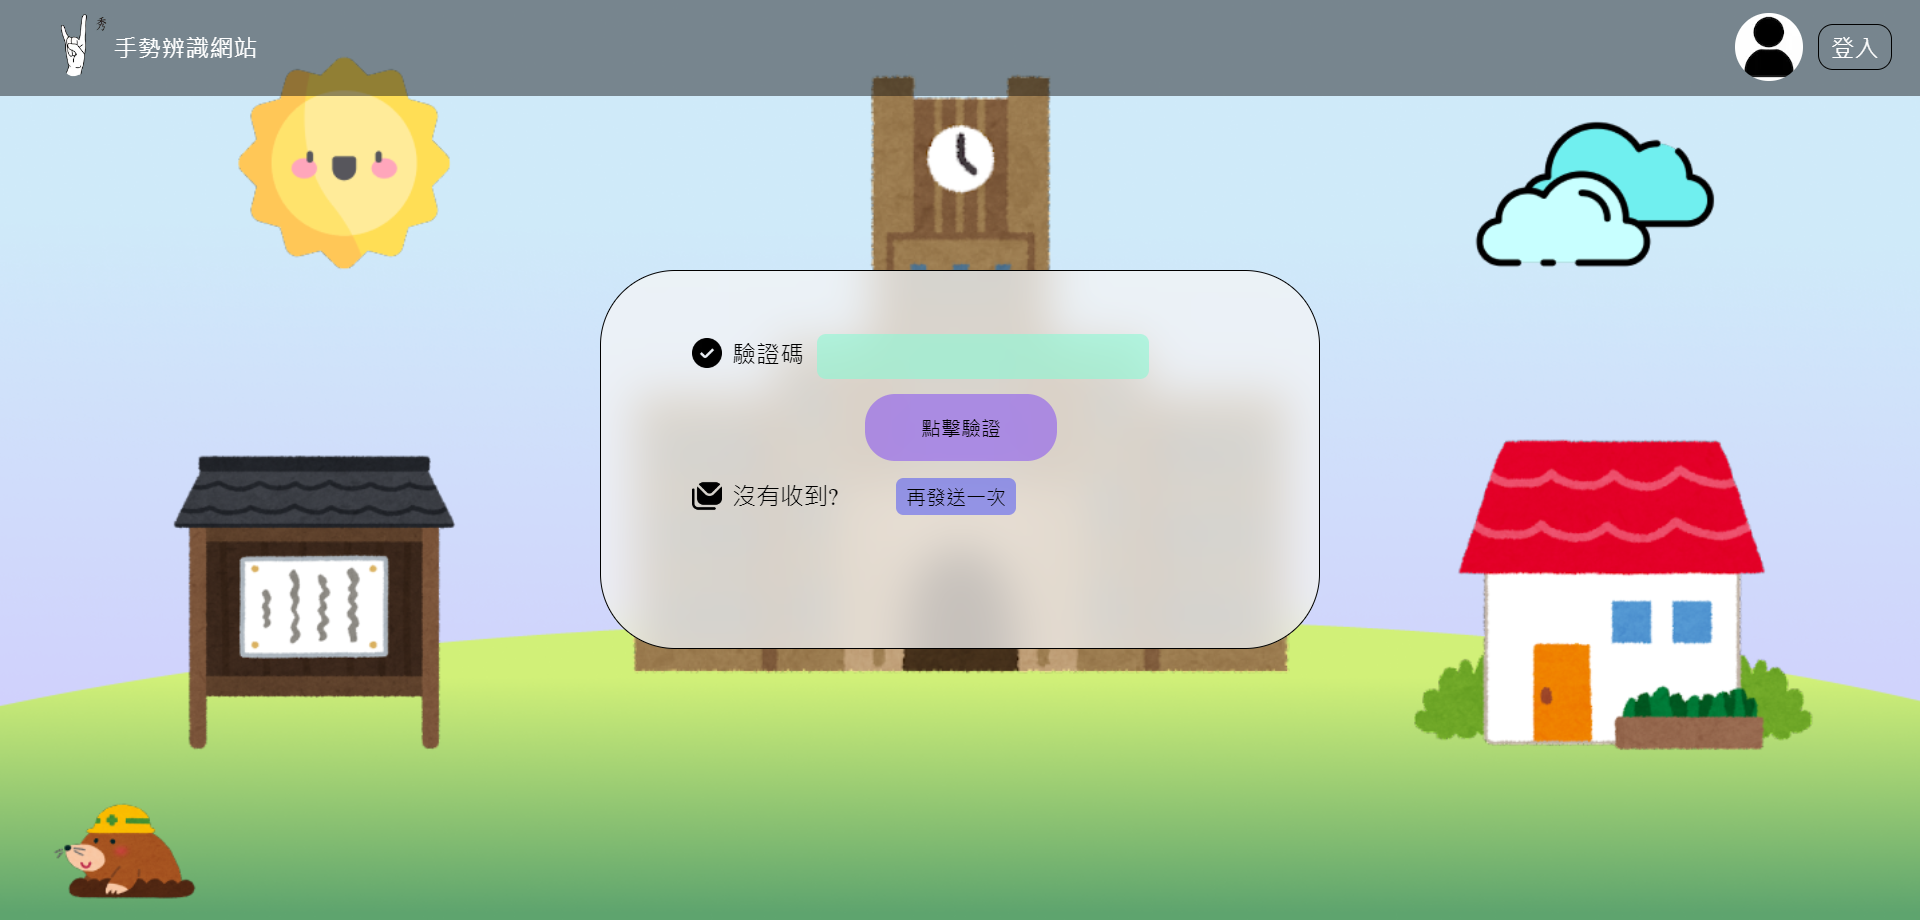 秀
手勢辨識網站
登入
驗證碼
點擊驗證
沒有收到?
再發送一次